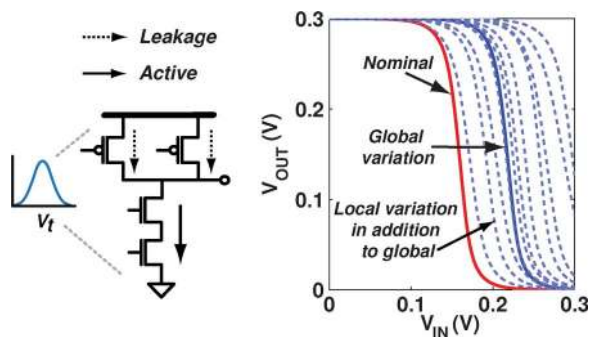 Leakage
Active
Vt
VOUT (V)
0.3
0.2
0.1
0
Nominal
Global
variation
Local variation
in addition
to global
0
0.1
0.2
0.3
VIN (V)